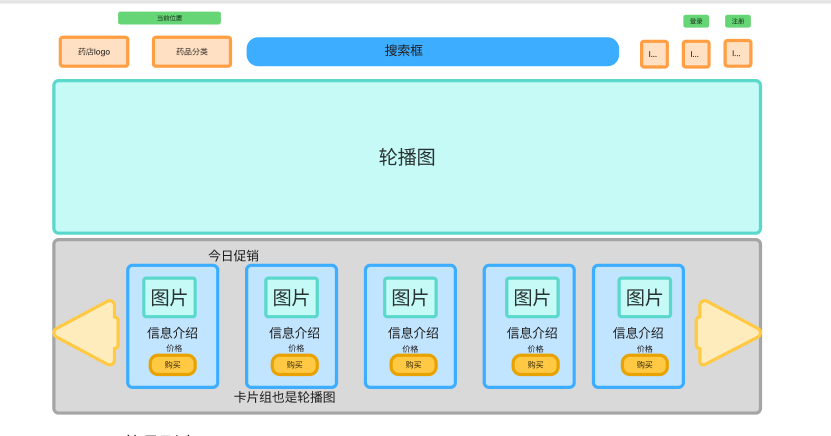 当前位置
登录
注册
药店logo
药品分类
搜索框
I...
I...
I...
轮播图
今日促销
图片
图片
图片
图片
图片
信息介绍
信息介绍
信息介绍
信息介绍
信息介绍
价格
价格
价格
价格
价格
购买
购买
购买
购买
购买
卡片组也是轮播图